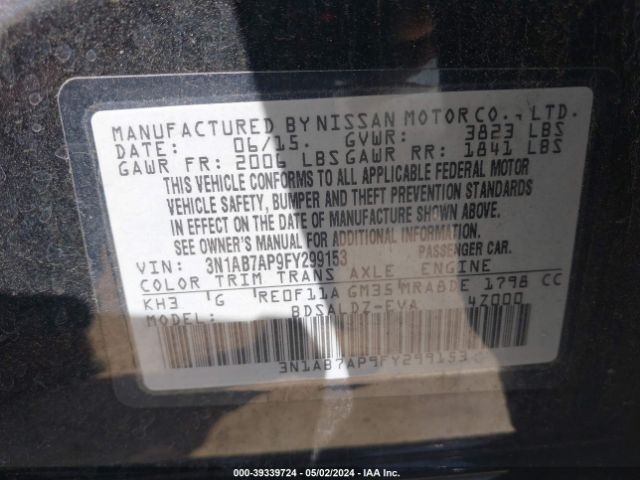 MANUFACTURED BY NISSAN MOTOR CO., LTD.
DATE: 06/15. GVWR: 3823 LBS
GAWR FR: 2006 LBS GAWR RR: 1841 LBS
THIS VEHICLE CONFORMS TO ALL APPLICABLE FEDERAL MOTOR
VEHICLE SAFETY, BUMPER AND THEFT PREVENTION STANDARDS
IN EFFECT ON THE DATE OF MANUFACTURE SHOWN ABOVE.
SEE OWNER'S MANUAL FOR ADDITIONAL INFORMATION
VIN: 3N1AB7AP9FY299153 PASSENGER CAR.
COLOR TRIM TRANS AXLE ENGINE
KH3 G RE0F11A GM35 MRA8DE 1798 CC
MODEL: BDSALDZ-EVA 4Z000
3N1AB7AP9FY299153
000-39339724 - 05/02/2024 - IAA Inc.